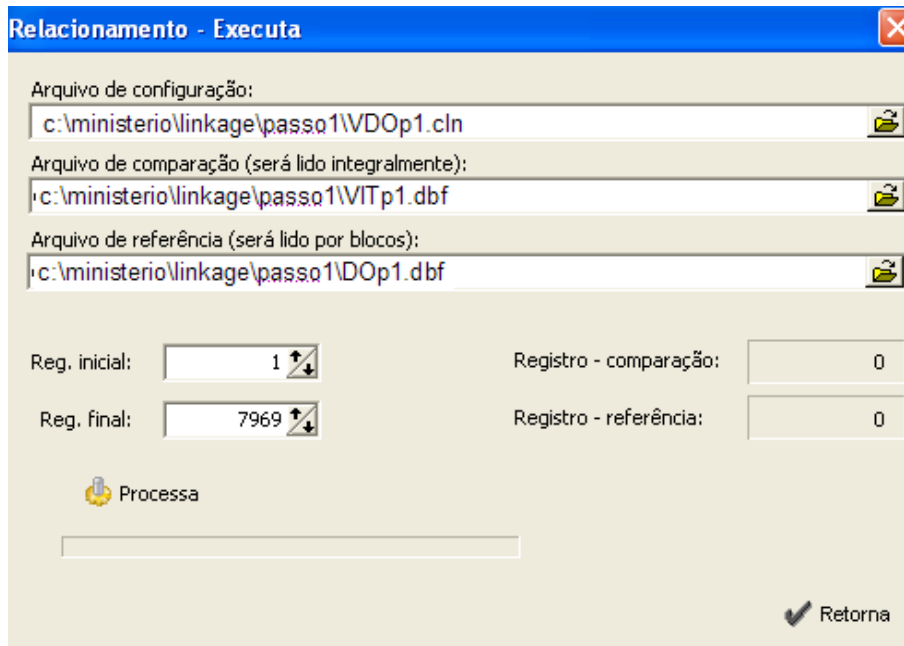 Relacionamento - Executa
Arquivo de configuração:
c:\ministerio\linkage\passo1\VDOp1.cln
Arquivo de comparação (será lido integralmente):
c:\ministerio\linkage\passo1\VITp1.dbf
Arquivo de referência (será lido por blocos):
c:\ministerio\linkage\passo1\DOp1.dbf
Reg. inicial: 1 Registro - comparação: 0
Reg. final: 7969 Registro - referência: 0
Processa
Retorna